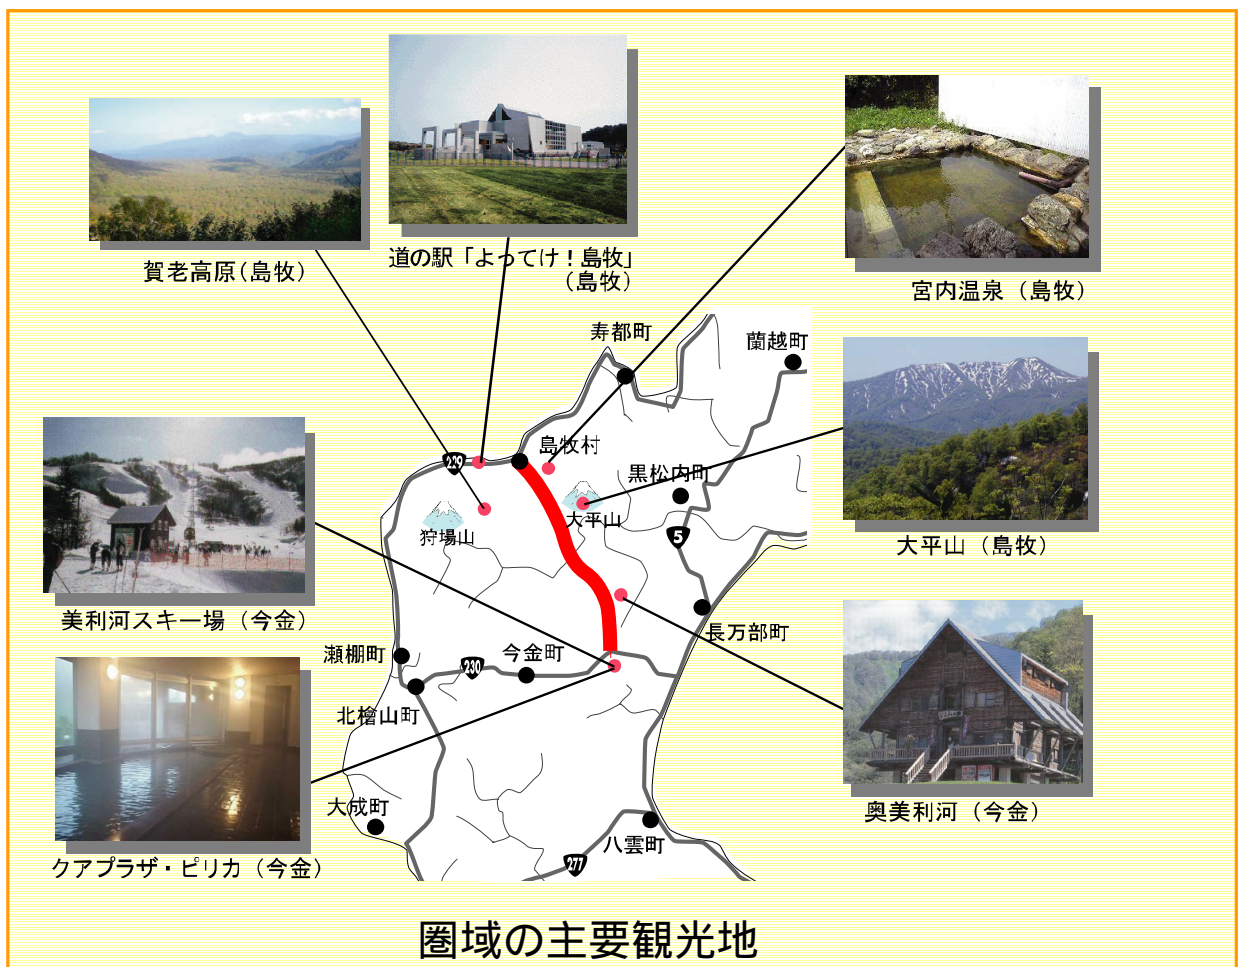 道の駅「よってけ！島牧」
（島牧）
賀老高原（島牧）
宮内温泉（島牧）
寿都町
蘭越町
島牧村
229
黒松内町
大平山
狩場山
5
大平山（島牧）
美利河スキー場（今金）
長万部町
瀬棚町
今金町
230
北檜山町
大成町
奥美利河（今金）
八雲町
277
クアプラザ・ピリカ（今金）
圏域の主要観光地